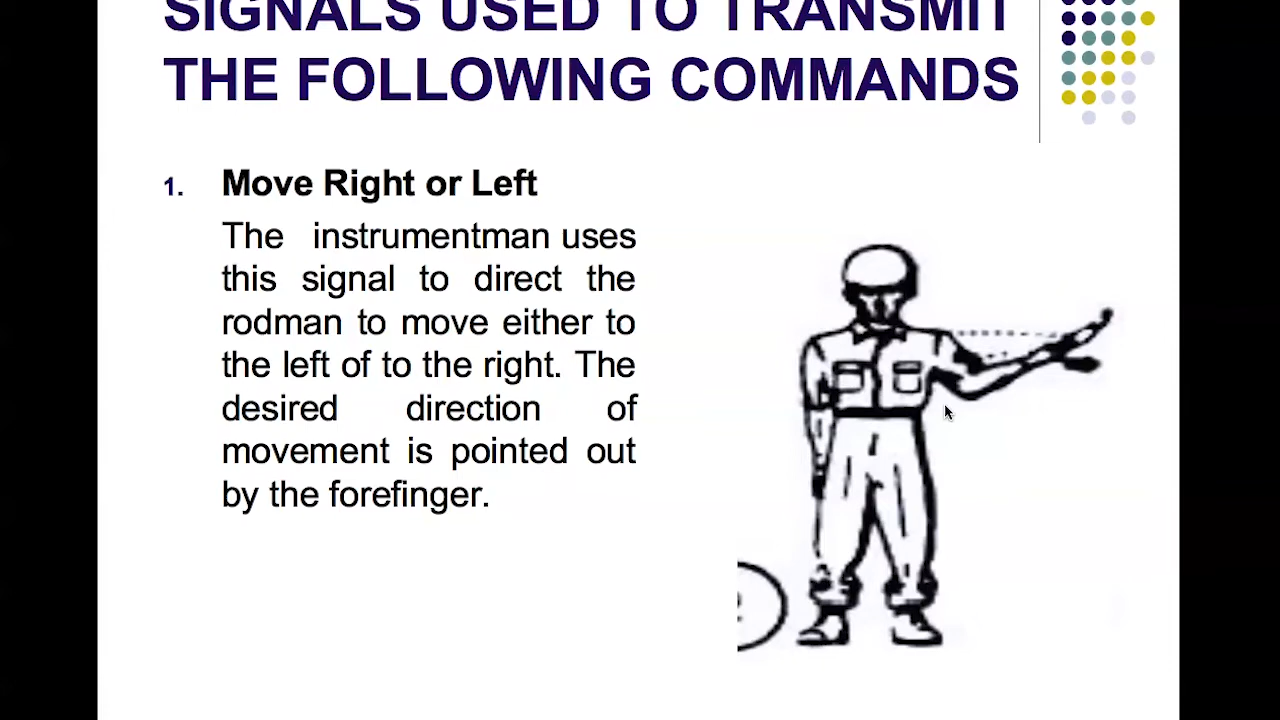 SIGNALS USED TO TRANSMIT
THE FOLLOWING COMMANDS
1. Move Right or Left
The instrumentman uses
this signal to direct the
rodman to move either to
the left of to the right. The
desired direction of
movement is pointed out
by the forefinger.